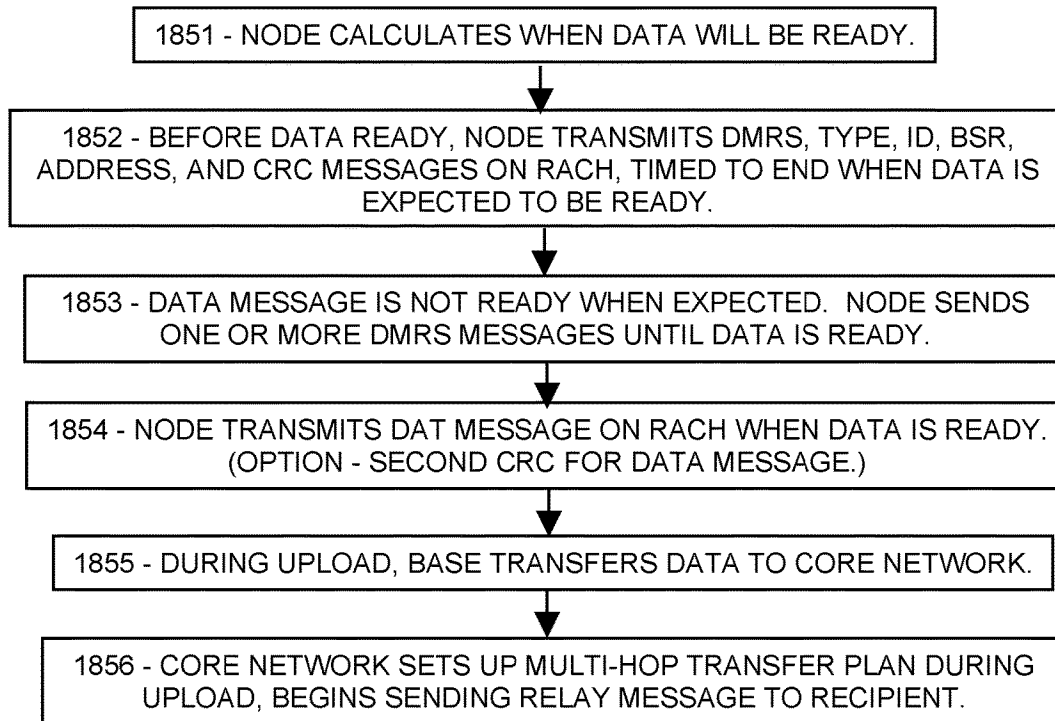 1851 - NODE CALCULATES WHEN DATA WILL BE READY.
1852 - BEFORE DATA READY, NODE TRANSMITS DMRS, TYPE, ID, BSR,
ADDRESS, AND CRC MESSAGES ON RACH, TIMED TO END WHEN DATA IS
EXPECTED TO BE READY.
1853 - DATA MESSAGE IS NOT READY WHEN EXPECTED. NODE SENDS
ONE OR MORE DMRS MESSAGES UNTIL DATA IS READY.
1854 - NODE TRANSMITS DAT MESSAGE ON RACH WHEN DATA IS READY.
(OPTION - SECOND CRC FOR DATA MESSAGE.)
1855 - DURING UPLOAD, BASE TRANSFERS DATA TO CORE NETWORK.
1856 - CORE NETWORK SETS UP MULTI-HOP TRANSFER PLAN DURING
UPLOAD, BEGINS SENDING RELAY MESSAGE TO RECIPIENT.